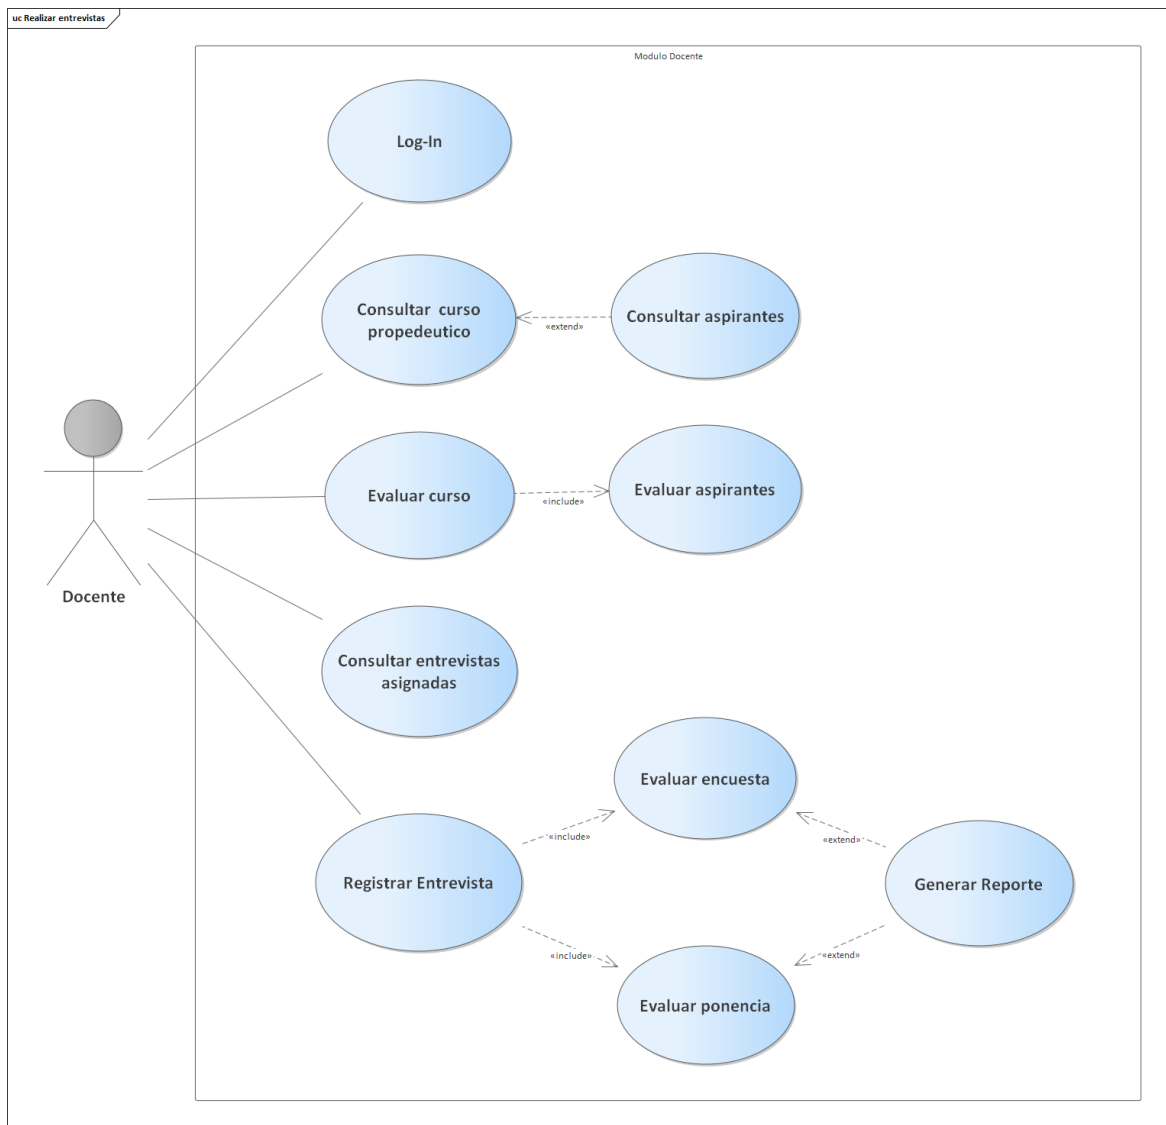 uc Realizar entrevistas
Modulo Docente
Log-In
Consultar curso
propedeutico
«extend»
Consultar aspirantes
Evaluar curso
«include»
Evaluar aspirantes
Docente
Consultar entrevistas
asignadas
Evaluar encuesta
«include»
«extend»
Registrar Entrevista
Generar Reporte
«include»
«extend»
Evaluar ponencia